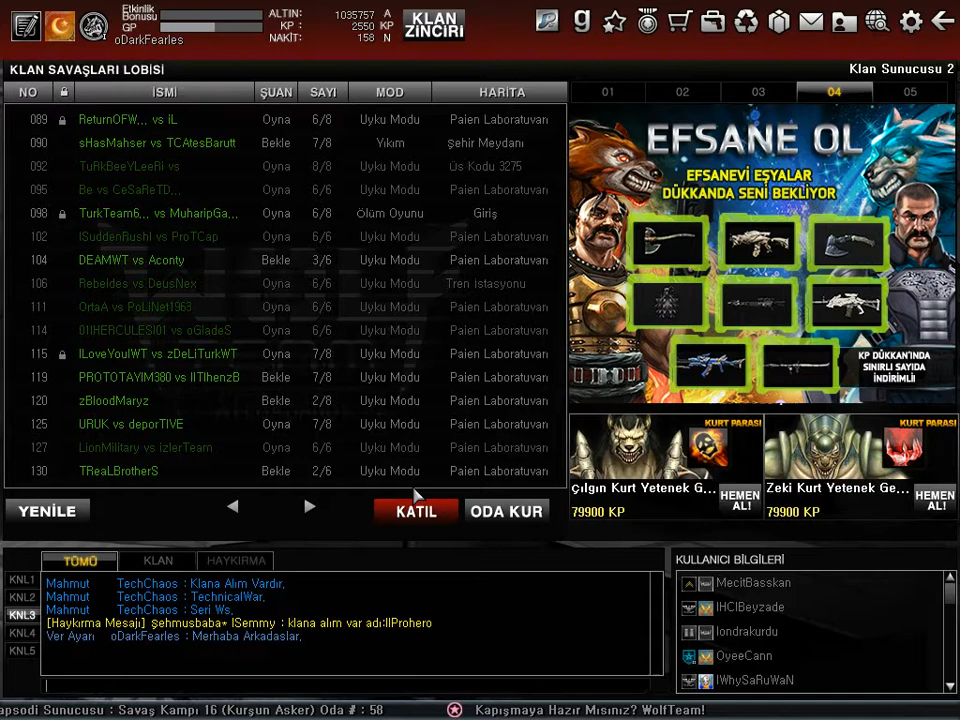 Etkinlik Bonusu
GP
oDarkFearles
ALTIN: 1035757 A
KP : 2550 KP
NAKİT: 158 N
KLAN ZİNCIRI
KLAN SAVAŞLARI LOBİSİ
Klan Sunucusu 2
NO İSMİ ŞUAN SAYI MOD HARİTA
01 02 03 04 05
089 ReturnOFW... vs iL Oyna 6/8 Uyku Modu Paien Laboratuvarı
090 sHasMahser vs TCAtesBarutt Bekle 7/8 Yıkım şehir Meydanı
092 TuRkBeeYLeeRi vs Oyna 8/8 Uyku Modu Üs Kodu 3275
095 Be vs CeSaReTD... Oyna 6/6 Uyku Modu Paien Laboratuvarı
098 TurkTeam6... vs MuharipGa... Oyna 6/8 Ölüm Oyunu Giriş
102 ISuddenRushI vs ProTCap Oyna 6/6 Uyku Modu Paien Laboratuvarı
104 DEAMWT vs Aconty Bekle 3/6 Uyku Modu Paien Laboratuvarı
106 Rebeldes vs DeusNex Oyna 6/6 Uyku Modu Tren istasyonu
111 OrtaA vs PoLiNet1963 Oyna 6/6 Uyku Modu Paien Laboratuvarı
114 01IHERCULESI01 vs oGladeS Oyna 6/6 Uyku Modu Paien Laboratuvarı
115 ILoveYouIWT vs zDeLiTurkWT Oyna 7/8 Uyku Modu Paien Laboratuvarı
119 PROTOTAYIM380 vs IITIhenzB Bekle 7/8 Uyku Modu Paien Laboratuvarı
120 zBloodMaryz Bekle 2/8 Uyku Modu Paien Laboratuvarı
125 URUK vs deporTIVE Oyna 7/8 Uyku Modu Paien Laboratuvarı
127 LionMilitary vs izlerTeam Oyna 6/6 Uyku Modu Paien Laboratuvarı
130 TReaLBrotherS Bekle 2/6 Uyku Modu Paien Laboratuvarı
EFSANE OL
EFSANEVİ EŞYALAR
DÜKKANDA SENİ BEKLİYOR
KP DÜKKAN'INDA
SINIRLI SAYIDA
İNDİRİMLİ
KURT PARASI
Çılgın Kurt Yetenek G...
79900 KP
HEMEN AL!
KURT PARASI
Zeki Kurt Yetenek Ge...
79900 KP
HEMEN AL!
YENİLE
KATIL
ODA KUR
TÜMÜ KLAN HAYKIRMA
KNL1
KNL2
KNL3
KNL4
KNL5
Mahmut TechChaos : Klana Alım Vardır,
Mahmut TechChaos : TechnicalWar,
Mahmut TechChaos : Seri Ws,
[Haykırma Mesajı] Şehmusbaba* ISemmy : klana alım var adı:IIProhero
Ver Ayarı oDarkFearles : Merhaba Arkadaslar,
KULLANICI BİLGİLERİ
MecitBasskan
IHCIBeyzade
londrakurdu
OyeeCann
IWhySaRuWaN
apsodi Sunucusu : Savaş Kampı 16 (Kurşun Asker) Oda # : 58
Kapışmaya Hazır Mısınız? WolfTeam!